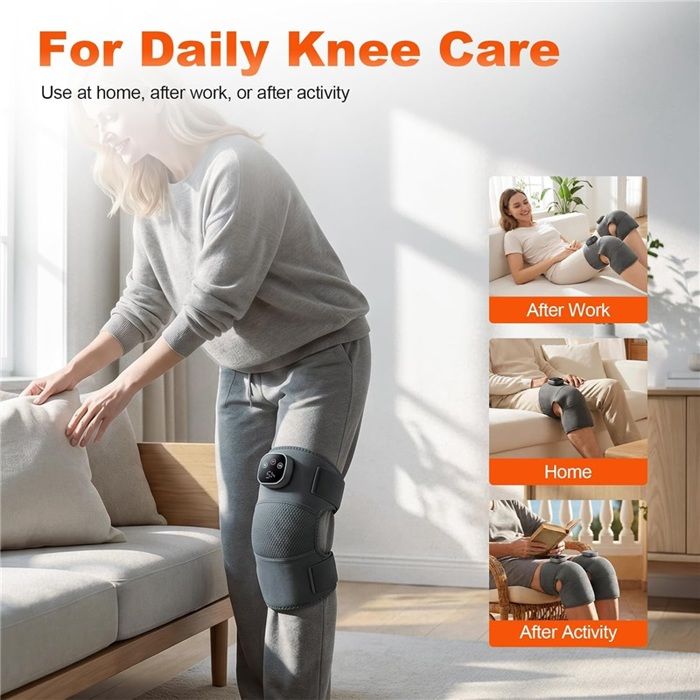 For Daily Knee Care
Use at home, after work, or after activity
After Work
Home
After Activity